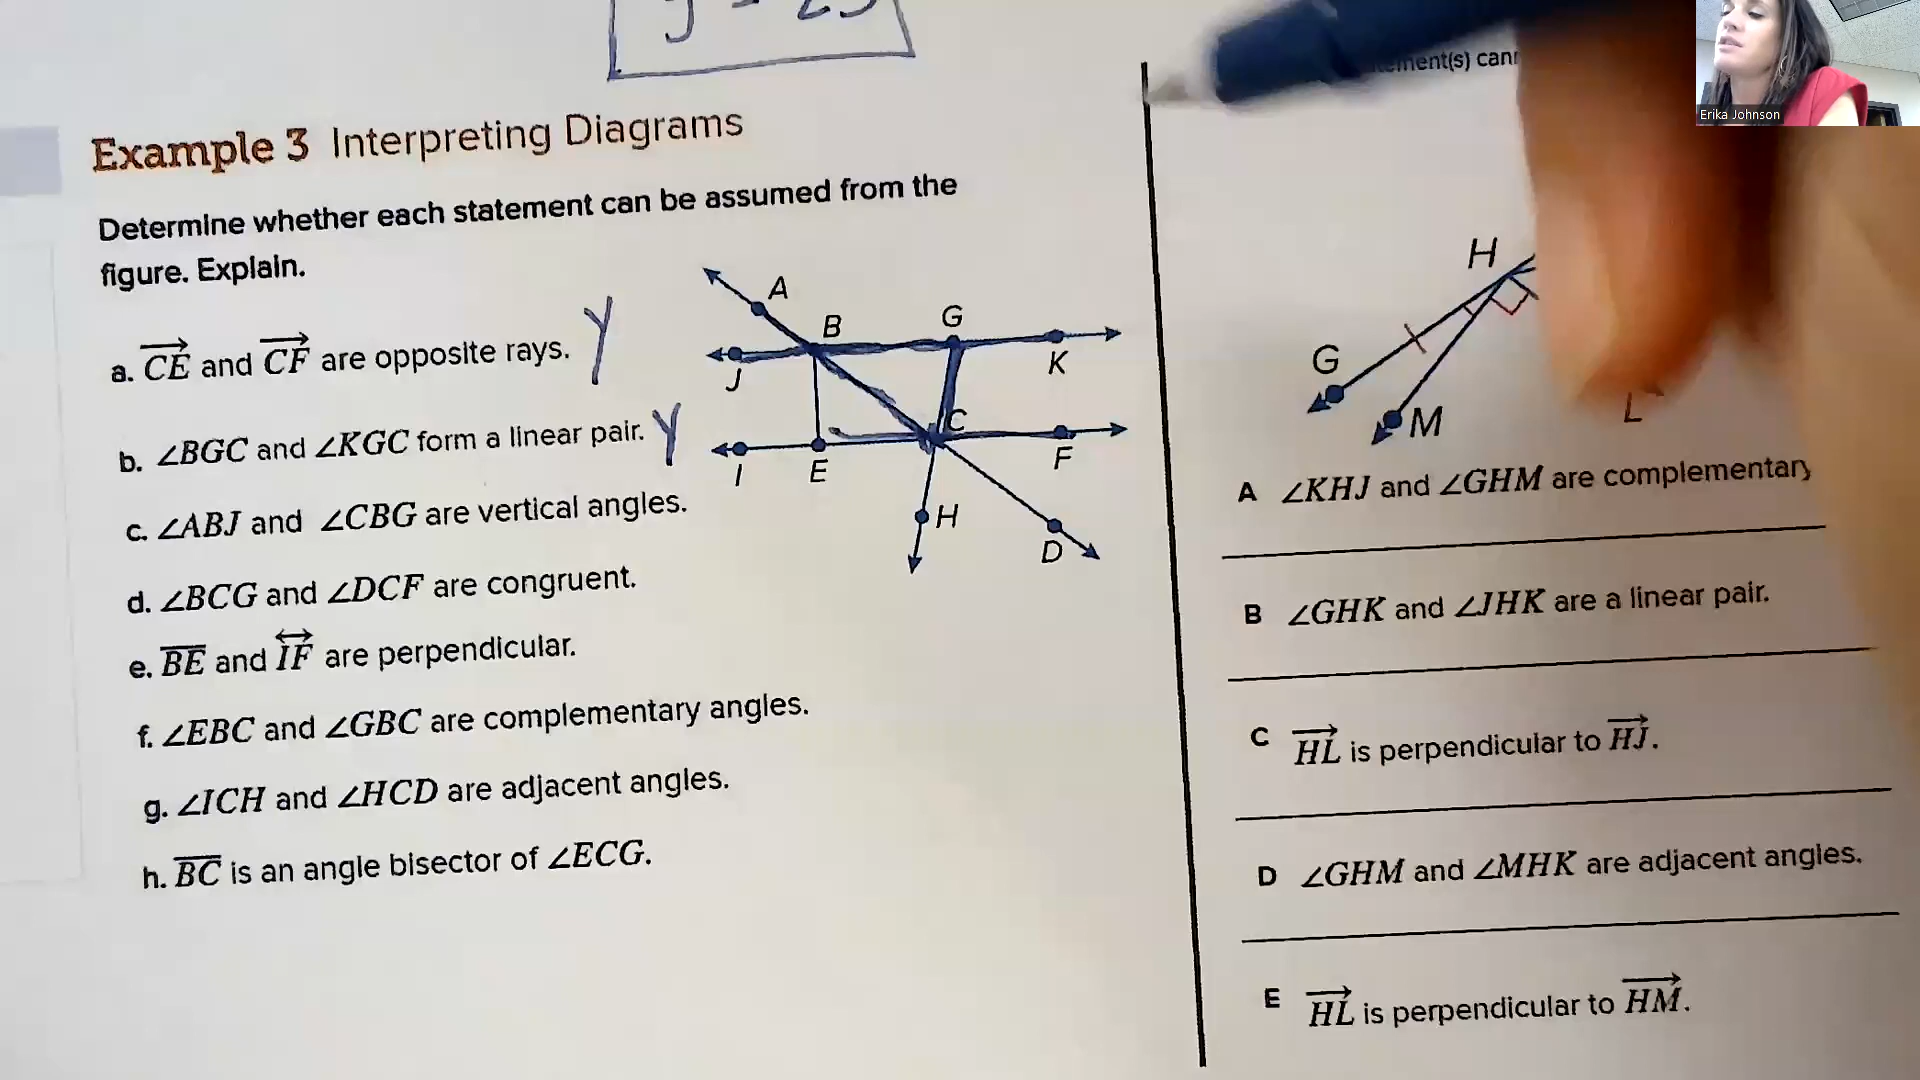 Example 3 Interpreting Diagrams
Determine whether each statement can be assumed from the
figure. Explain.
a. CE and CF are opposite rays. Y
b. ∠BGC and ∠KGC form a linear pair. Y
c. ∠ABJ and ∠CBG are vertical angles.
d. ∠BCG and ∠DCF are congruent.
e. BE and IF are perpendicular.
f. ∠EBC and ∠GBC are complementary angles.
g. ∠ICH and ∠HCD are adjacent angles.
h. BC is an angle bisector of ∠ECG.
A
B
G
J
K
C
I
E
F
H
D
H
G
M
L
A ∠KHJ and ∠GHM are complementary
B ∠GHK and ∠JHK are a linear pair.
C HL is perpendicular to HJ.
D ∠GHM and ∠MHK are adjacent angles.
E HL is perpendicular to HM.
Erika Johnson